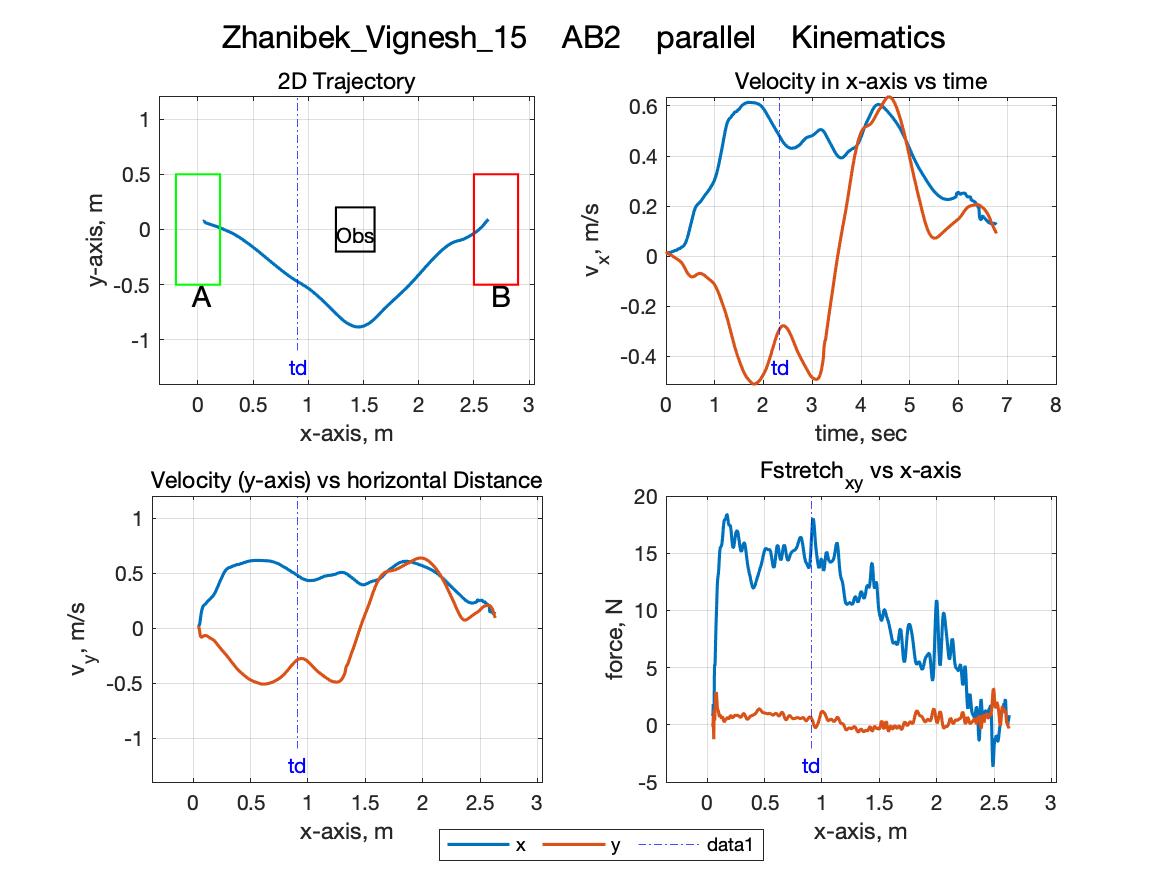 Zhanibek_Vignesh_15 AB2 parallel Kinematics
2D Trajectory
1
0.5
0
-0.5
-1
y-axis, m
Obs
A
B
td
0 0.5 1 1.5 2 2.5 3
x-axis, m
Velocity in x-axis vs time
0.6
0.4
0.2
0
-0.2
-0.4
vx, m/s
td
0 1 2 3 4 5 6 7 8
time, sec
Velocity (y-axis) vs horizontal Distance
1
0.5
0
-0.5
-1
vy, m/s
td
0 0.5 1 1.5 2 2.5 3
x-axis, m
Fstretchxy vs x-axis
20
15
10
5
0
-5
force, N
td
0 0.5 1 1.5 2 2.5 3
x-axis, m
x y data1